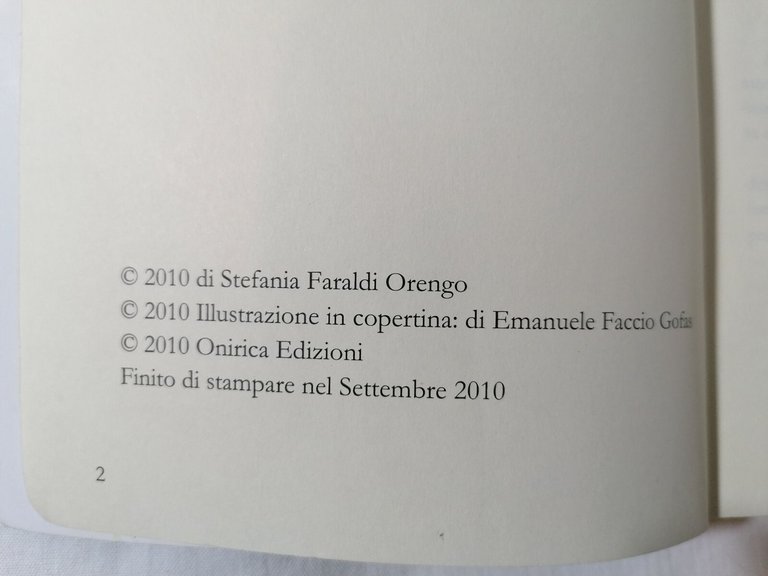 © 2010 di Stefania Faraldi Orengo
© 2010 Illustrazione in copertina: di Emanuele Faccio Gofas
© 2010 Onirica Edizioni
Finito di stampare nel Settembre 2010
2